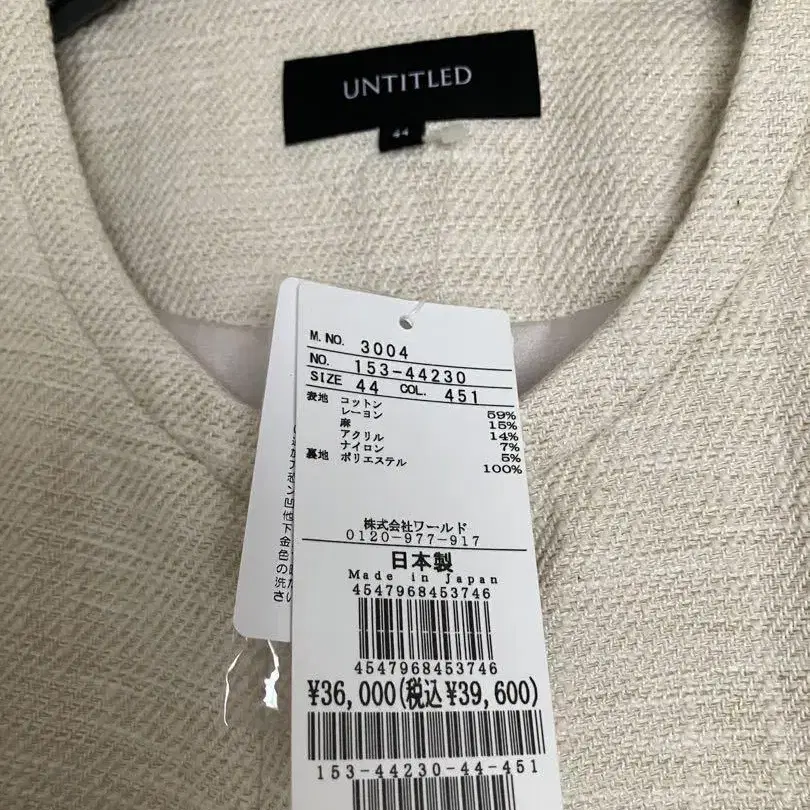 UNTITLED
44
M.NO. 3004
NO. 153-44230
SIZE 44 COL. 451
表地 コットン 59%
レーヨン 15%
麻 14%
アクリル 7%
ナイロン 5%
裏地 ポリエステル 100%
株式会社ワールド
0120-977-917
日本製
Made in Japan
4547968453746
4547968453746
¥36,000(税込¥39,600)
153-44230-44-451